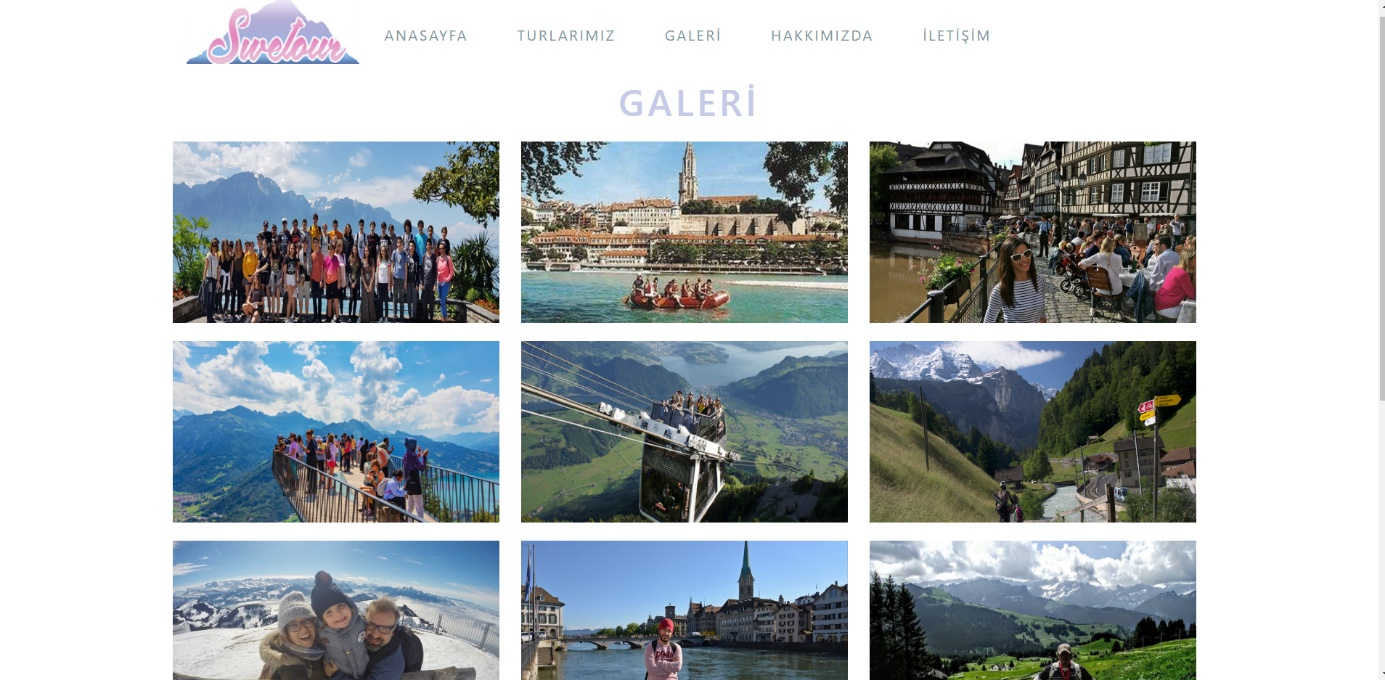 Swetour
ANASAYFA TURLARIMIZ GALERİ HAKKIMIZDA İLETİŞİM
GALERİ